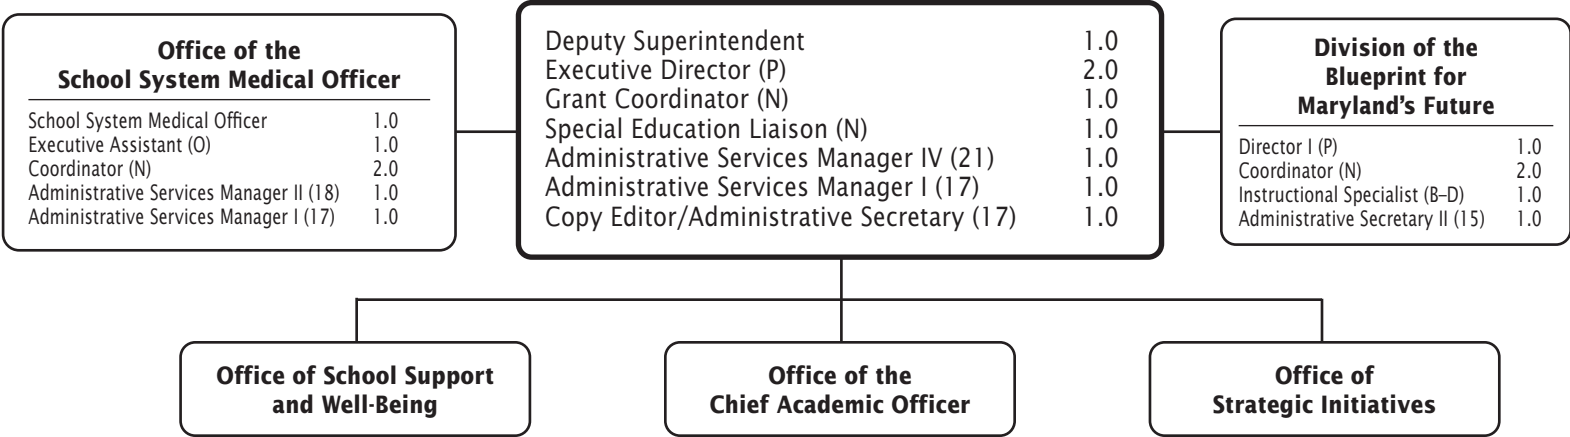 Office of the
School System Medical Officer
School System Medical Officer 1.0
Executive Assistant (O) 1.0
Coordinator (N) 2.0
Administrative Services Manager II (18) 1.0
Administrative Services Manager I (17) 1.0
Deputy Superintendent 1.0
Executive Director (P) 2.0
Grant Coordinator (N) 1.0
Special Education Liaison (N) 1.0
Administrative Services Manager IV (21) 1.0
Administrative Services Manager I (17) 1.0
Copy Editor/Administrative Secretary (17) 1.0
Division of the
Blueprint for
Maryland’s Future
Director I (P) 1.0
Coordinator (N) 2.0
Instructional Specialist (B–D) 1.0
Administrative Secretary II (15) 1.0
Office of School Support
and Well-Being
Office of the
Chief Academic Officer
Office of
Strategic Initiatives